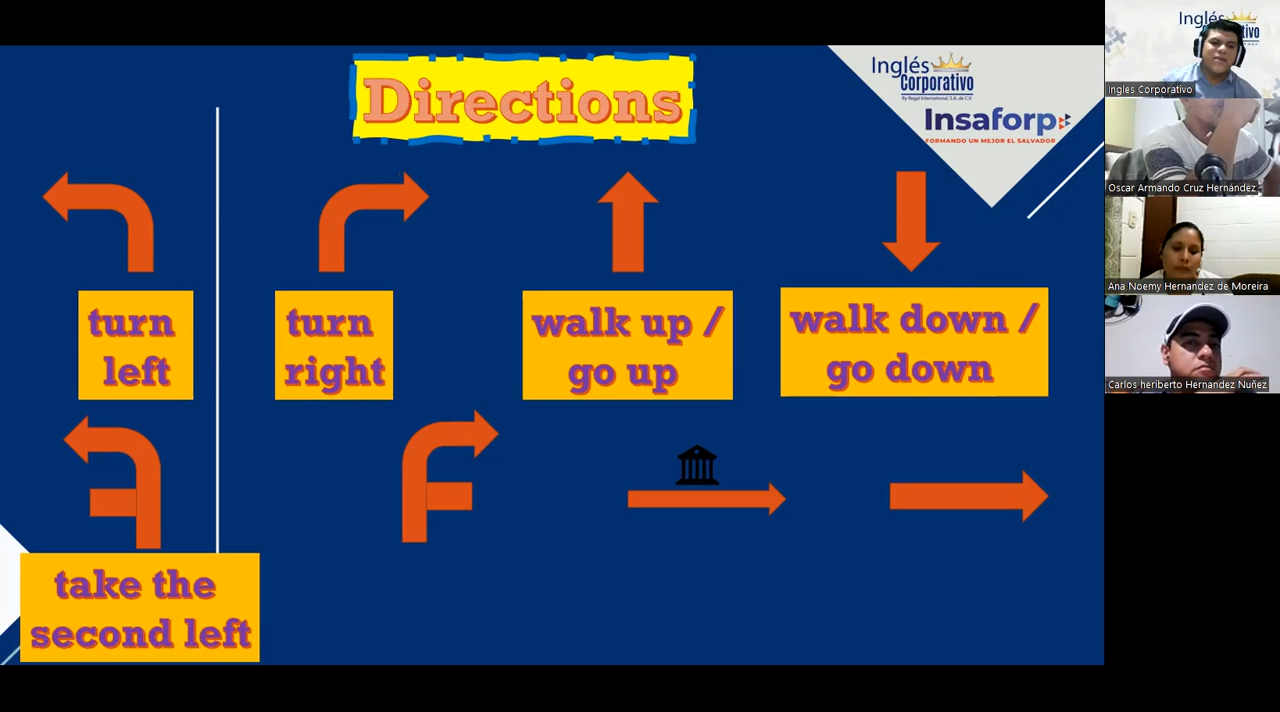 Directions
Inglés
Corporativo
By Regal International, S.A. de C.V.
Insaforp
FORMANDO UN MEJOR EL SALVADOR
turn
left
turn
right
walk up /
go up
walk down /
go down
take the
second left
Inglés
Ingles Corporativo
Oscar Armando Cruz Hernández
Ana Noemy Hernandez de Moreira
Carlos heriberto Hernandez Nuñez